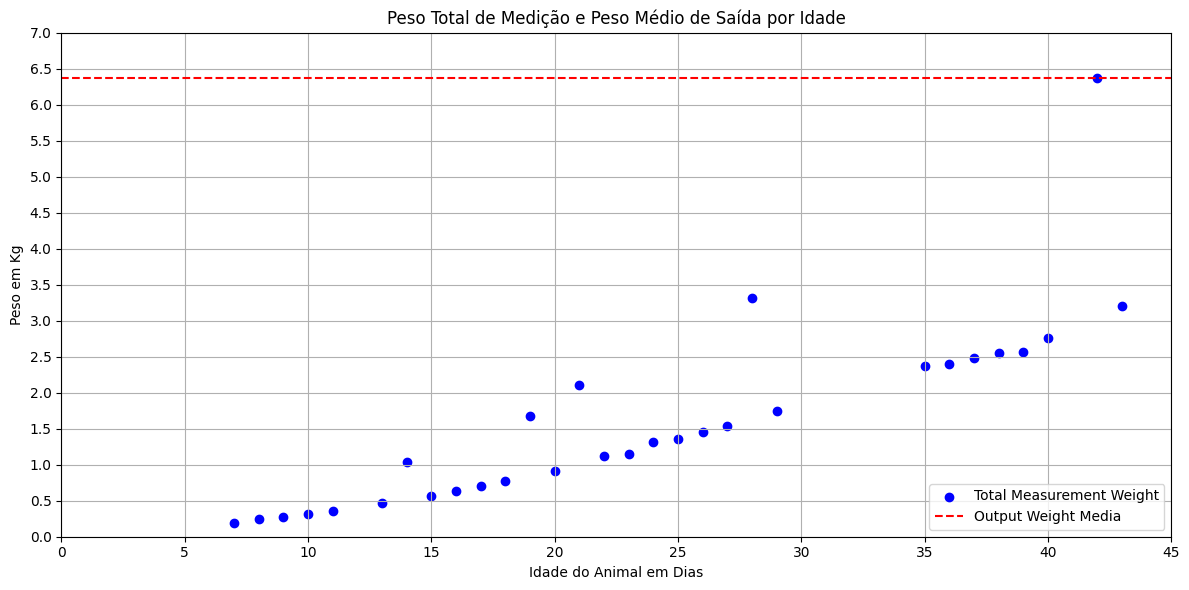 Peso Total de Medição e Peso Médio de Saída por Idade
7.0
6.5
6.0
5.5
5.0
4.5
4.0
3.5
3.0
2.5
2.0
1.5
1.0
0.5
0.0
Peso em Kg
Total Measurement Weight
Output Weight Media
0 5 10 15 20 25 30 35 40 45
Idade do Animal em Dias